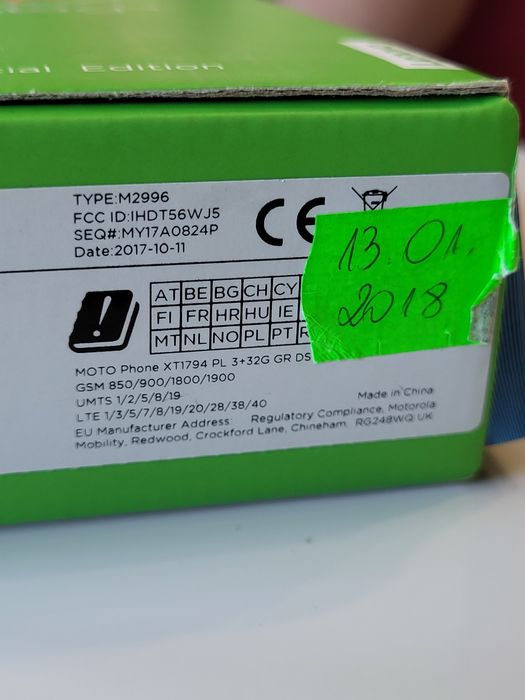 Edition
TYPE:M2996
FCC ID:IHDT56WJ5
SEQ#:MY17A0824P
Date:2017-10-11
CE
13.01.
2018
AT BE BG CH CY
FI FR HR HU IE
MT NL NO PL PT
MOTO Phone XT1794 PL 3+32G GR DS
GSM 850/900/1800/1900
UMTS 1/2/5/8/19
LTE 1/3/5/7/8/19/20/28/38/40
Made in China
EU Manufacturer Address: Regulatory Compliance, Motorola
Mobility, Redwood, Crockford Lane, Chineham, RG248WQ UK